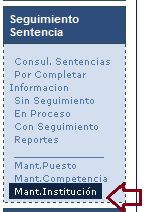 Seguimiento
Sentencia
Consul. Sentencias
Por Completar
Informacion
Sin Seguimiento
En Proceso
Con Seguimiento
Reportes
Mant.Puesto
Mant.Competencia
Mant.Institución